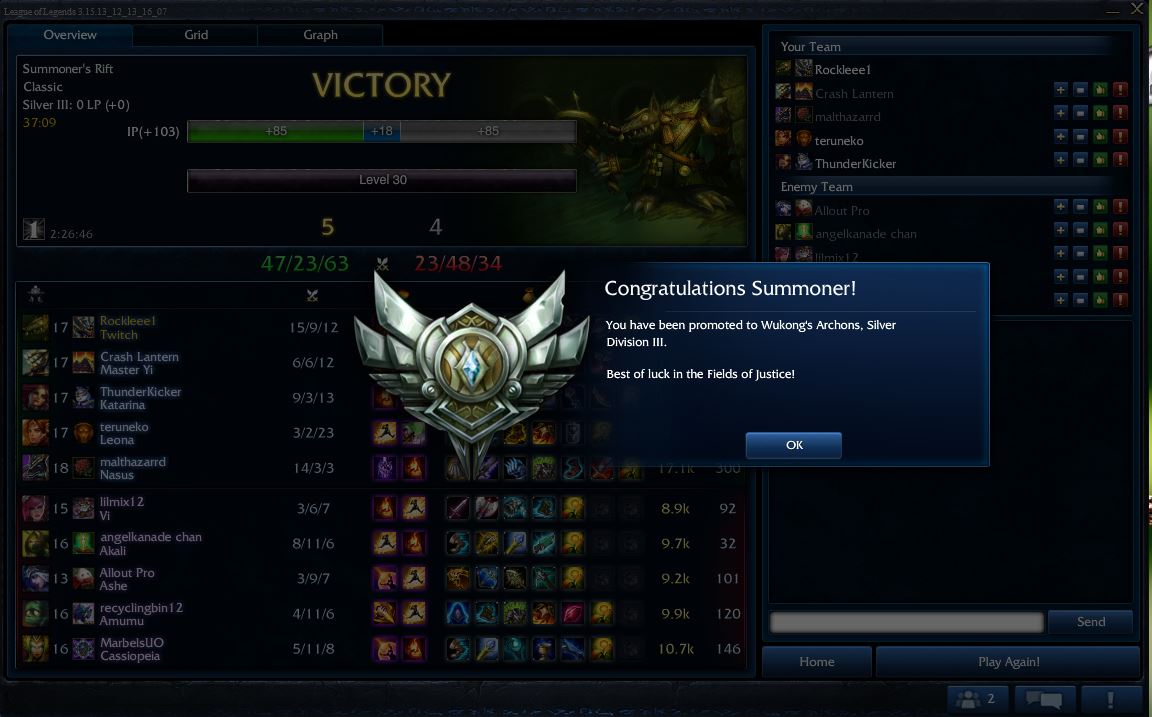 League of Legends 3.15.13_12_13_16_07
Overview
Grid
Graph
Summoner's Rift
Classic
Silver III: 0 LP (+0)
37:09
VICTORY
IP(+103)
+85
+18
+85
Level 30
1
2:26:46
5
4
47/23/63
23/48/34
17
Rockleee1
Twitch
15/9/12
17
Crash Lantern
Master Yi
6/6/12
17
ThunderKicker
Katarina
9/3/13
17
teruneko
Leona
3/2/23
18
malthazarrd
Nasus
14/3/3
17.1k
300
15
lilmix12
Vi
3/6/7
8.9k
92
16
angelkanade chan
Akali
8/11/6
9.7k
32
13
Allout Pro
Ashe
3/9/7
9.2k
101
16
recyclingbin12
Amumu
4/11/6
9.9k
120
16
MarbelsUO
Cassiopeia
5/11/8
10.7k
146
Congratulations Summoner!
You have been promoted to Wukong's Archons, Silver
Division III.
Best of luck in the Fields of Justice!
OK
Your Team
Rockleee1
Crash Lantern
malthazarrd
teruneko
ThunderKicker
Enemy Team
Allout Pro
angelkanade chan
lilmix12
Send
Home
Play Again!
2